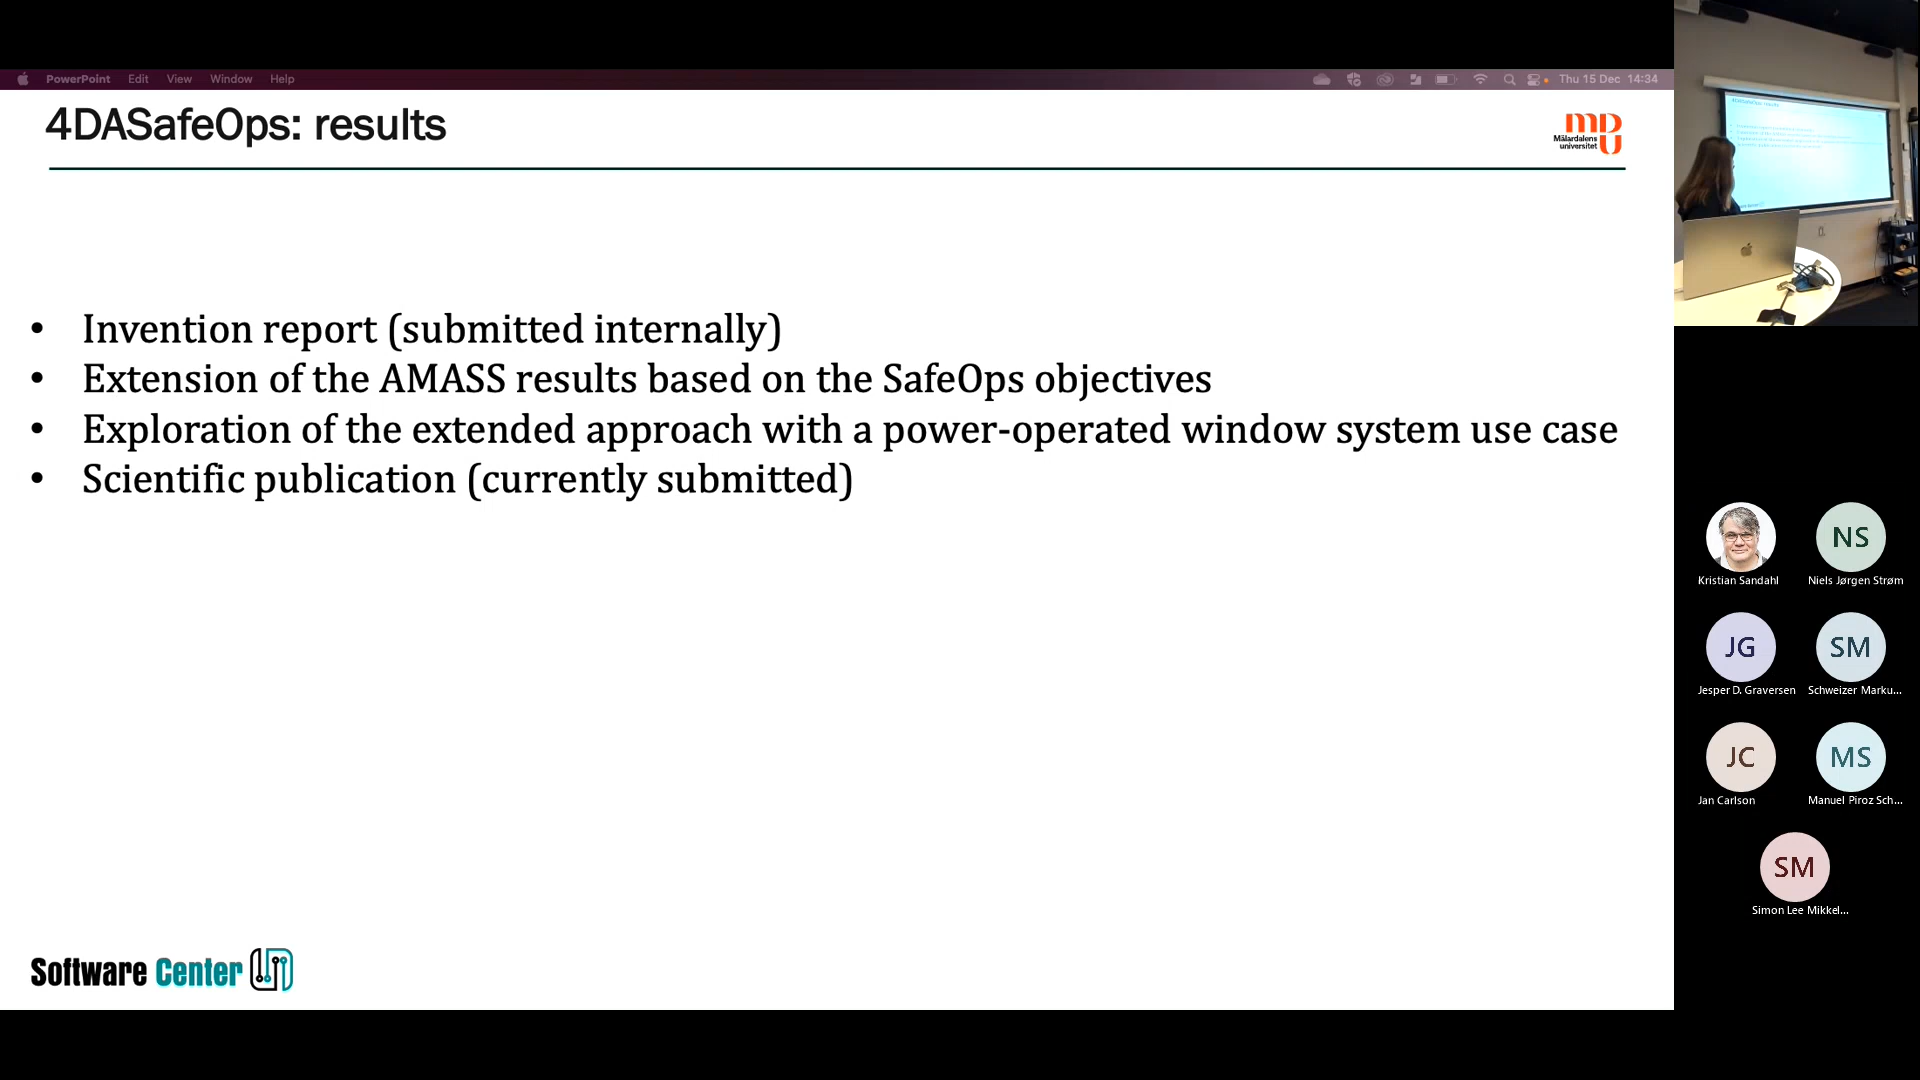 PowerPoint Edit View Window Help
Thu 15 Dec 14:34
4DASafeOps: results
Mälardalens
universitet
• Invention report (submitted internally)
• Extension of the AMASS results based on the SafeOps objectives
• Exploration of the extended approach with a power-operated window system use case
• Scientific publication (currently submitted)
Software Center
NS
Kristian Sandahl
Niels Jørgen Strøm
JG
SM
Jesper D. Graversen
Schweizer Marku...
JC
MS
Jan Carlson
Manuel Piroz Sch...
SM
Simon Lee Mikkel...